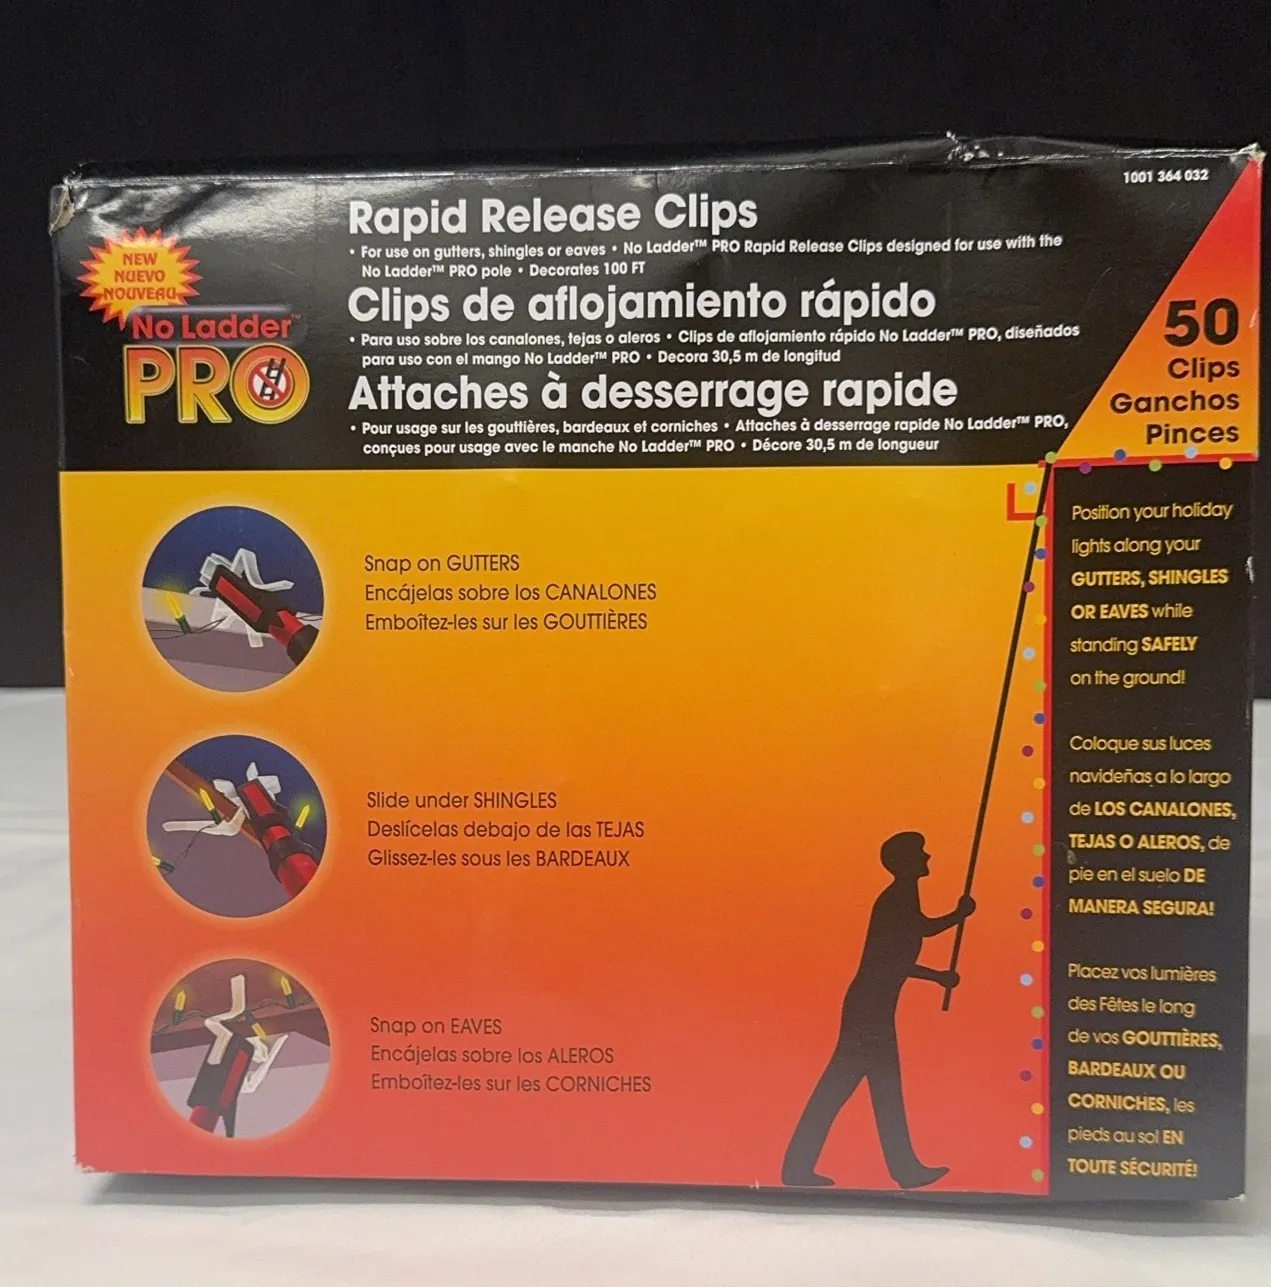 1001 364 032
NEW
NUEVO
NOUVEAU
No Ladder™
PRO
Rapid Release Clips
• For use on gutters, shingles or eaves • No Ladder™ PRO Rapid Release Clips designed for use with the
No Ladder™ PRO pole • Decorates 100 FT
Clips de aflojamiento rápido
• Para uso sobre los canalones, tejas o aleros • Clips de aflojamiento rápido No Ladder™ PRO, diseñados
para uso con el mango No Ladder™ PRO • Decora 30,5 m de longitud
Attaches à desserrage rapide
• Pour usage sur les gouttières, bardeaux et corniches • Attaches à desserrage rapide No Ladder™ PRO,
conçues pour usage avec le manche No Ladder™ PRO • Décore 30,5 m de longueur
50
Clips
Ganchos
Pinces
Snap on GUTTERS
Encájelas sobre los CANALONES
Emboîtez-les sur les GOUTTIÈRES
Slide under SHINGLES
Deslícelas debajo de las TEJAS
Glissez-les sous les BARDEAUX
Snap on EAVES
Encájelas sobre los ALEROS
Emboîtez-les sur les CORNICHES
Position your holiday
lights along your
GUTTERS, SHINGLES
OR EAVES while
standing SAFELY
on the ground!
Coloque sus luces
navideñas a lo largo
de LOS CANALONES,
TEJAS O ALEROS, de
pie en el suelo DE
MANERA SEGURA!
Placez vos lumières
des Fêtes le long
de vos GOUTTIÈRES,
BARDEAUX OU
CORNICHES, les
pieds au sol EN
TOUTE SÉCURITÉ!